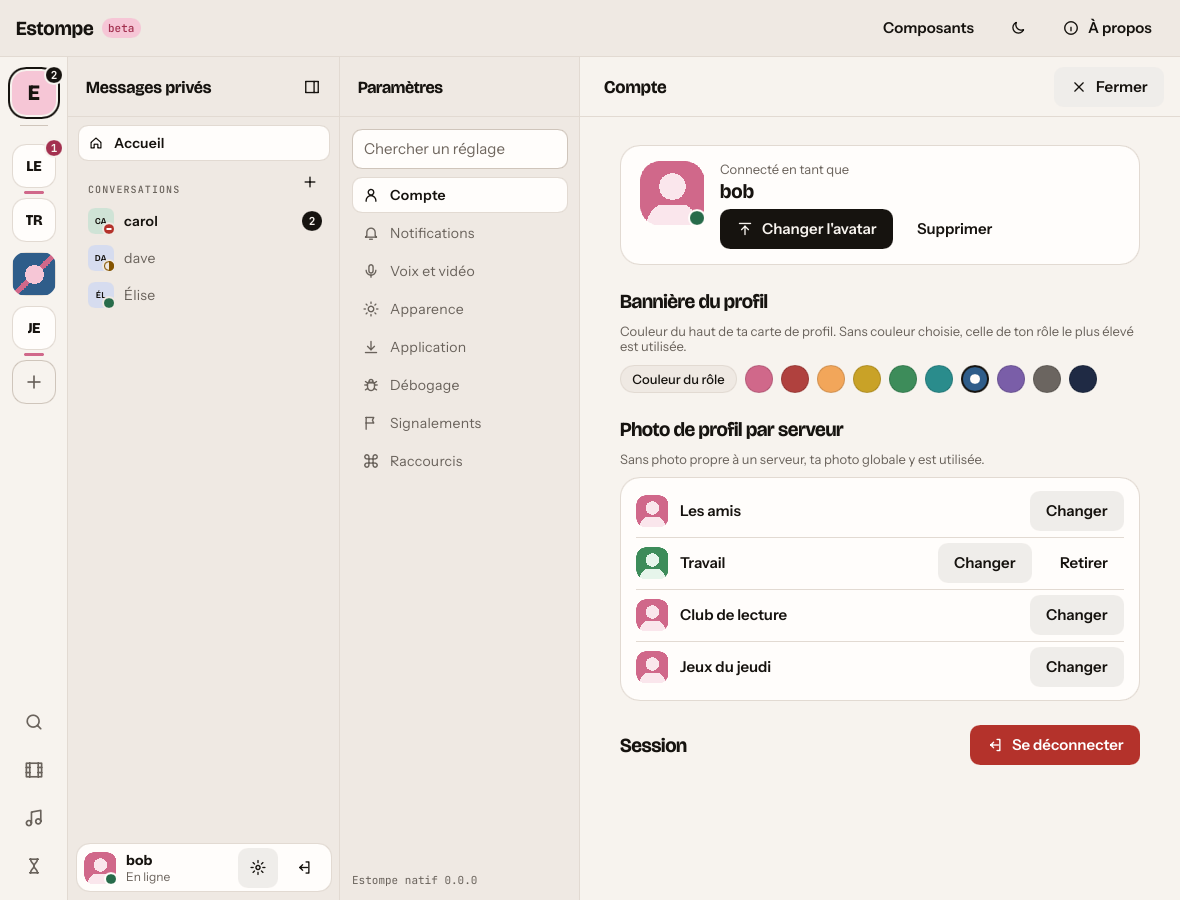 Estompe beta
Composants
À propos
E 2
LE 1
TR
JE
Messages privés
Accueil
CONVERSATIONS
CA carol 2
DA dave
ÉL Élise
bob
En ligne
Paramètres
Chercher un réglage
Compte
Notifications
Voix et vidéo
Apparence
Application
Débogage
Signalements
Raccourcis
Estompe natif 0.0.0
Compte
Fermer
Connecté en tant que
bob
Changer l'avatar Supprimer
Bannière du profil
Couleur du haut de ta carte de profil. Sans couleur choisie, celle de ton rôle le plus élevé
est utilisée.
Couleur du rôle
Photo de profil par serveur
Sans photo propre à un serveur, ta photo globale y est utilisée.
Les amis Changer
Travail Changer Retirer
Club de lecture Changer
Jeux du jeudi Changer
Session Se déconnecter